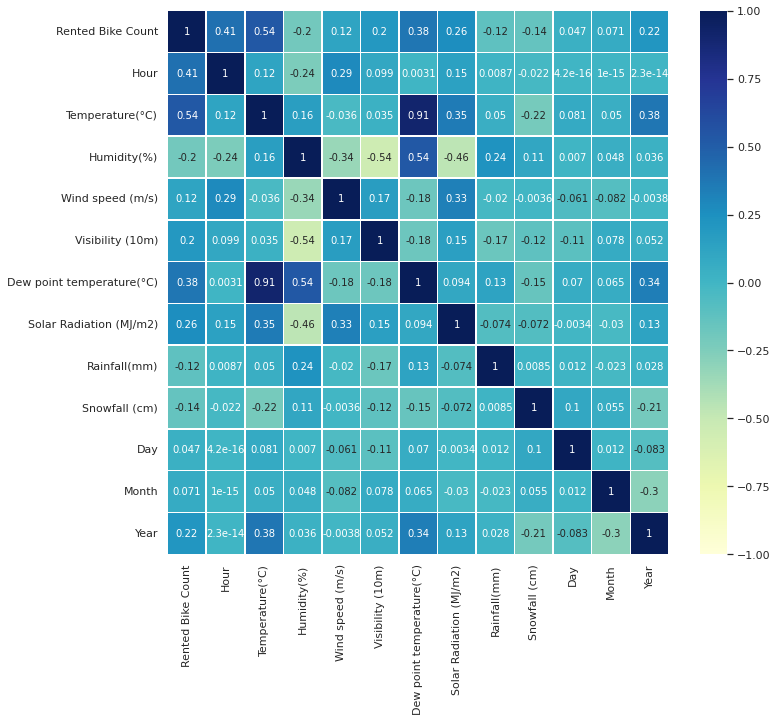 Rented Bike Count 1 0.41 0.54 -0.2 0.12 0.2 0.38 0.26 -0.12 -0.14 0.047 0.071 0.22
Hour 0.41 1 0.12 -0.24 0.29 0.099 0.0031 0.15 0.0087 -0.022 4.2e-16 1e-15 2.3e-14
Temperature(°C) 0.54 0.12 1 0.16 -0.036 0.035 0.91 0.35 0.05 -0.22 0.081 0.05 0.38
Humidity(%) -0.2 -0.24 0.16 1 -0.34 -0.54 0.54 -0.46 0.24 0.11 0.007 0.048 0.036
Wind speed (m/s) 0.12 0.29 -0.036 -0.34 1 0.17 -0.18 0.33 -0.02 -0.0036 -0.061 -0.082 -0.0038
Visibility (10m) 0.2 0.099 0.035 -0.54 0.17 1 -0.18 0.15 -0.17 -0.12 -0.11 0.078 0.052
Dew point temperature(°C) 0.38 0.0031 0.91 0.54 -0.18 -0.18 1 0.094 0.13 -0.15 0.07 0.065 0.34
Solar Radiation (MJ/m2) 0.26 0.15 0.35 -0.46 0.33 0.15 0.094 1 -0.074 -0.072 -0.0034 -0.03 0.13
Rainfall(mm) -0.12 0.0087 0.05 0.24 -0.02 -0.17 0.13 -0.074 1 0.0085 0.012 -0.023 0.028
Snowfall (cm) -0.14 -0.022 -0.22 0.11 -0.0036 -0.12 -0.15 -0.072 0.0085 1 0.1 0.055 -0.21
Day 0.047 4.2e-16 0.081 0.007 -0.061 -0.11 0.07 -0.0034 0.012 0.1 1 0.012 -0.083
Month 0.071 1e-15 0.05 0.048 -0.082 0.078 0.065 -0.03 -0.023 0.055 0.012 1 -0.3
Year 0.22 2.3e-14 0.38 0.036 -0.0038 0.052 0.34 0.13 0.028 -0.21 -0.083 -0.3 1
Rented Bike Count
Hour
Temperature(°C)
Humidity(%)
Wind speed (m/s)
Visibility (10m)
Dew point temperature(°C)
Solar Radiation (MJ/m2)
Rainfall(mm)
Snowfall (cm)
Day
Month
Year
1.00
0.75
0.50
0.25
0.00
−0.25
−0.50
−0.75
−1.00